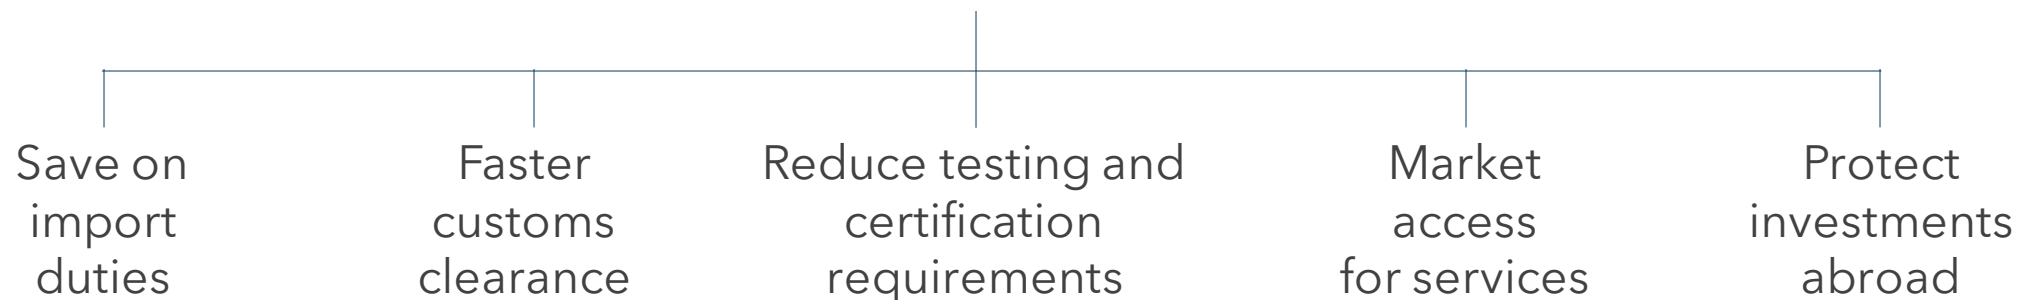 Save on
import
duties
Faster
customs
clearance
Reduce testing and
certification
requirements
Market
access
for services
Protect
investments
abroad